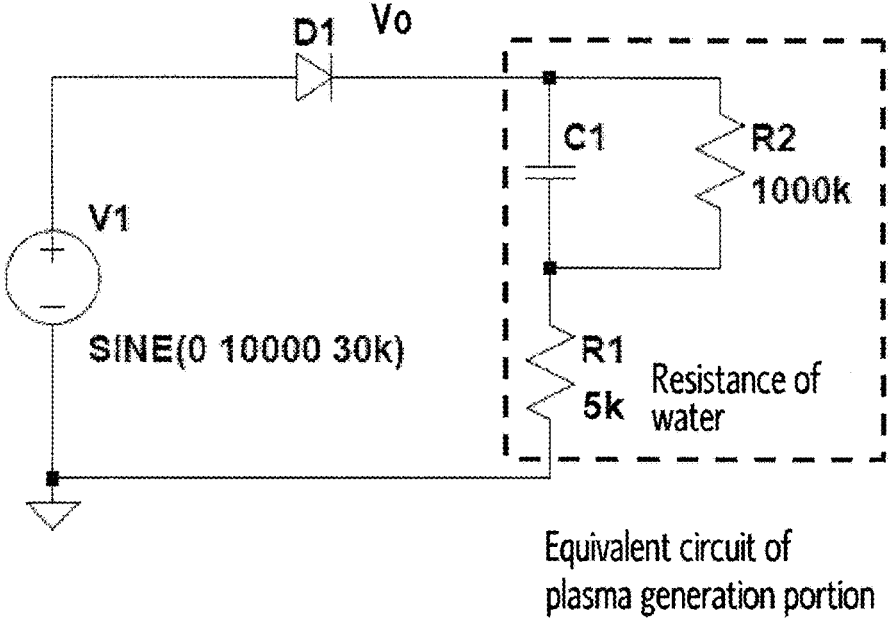 D1
Vo
C1
R2
1000k
V1
+
−
SINE(0 10000 30k)
R1
5k
Resistance of
water
Equivalent circuit of
plasma generation portion